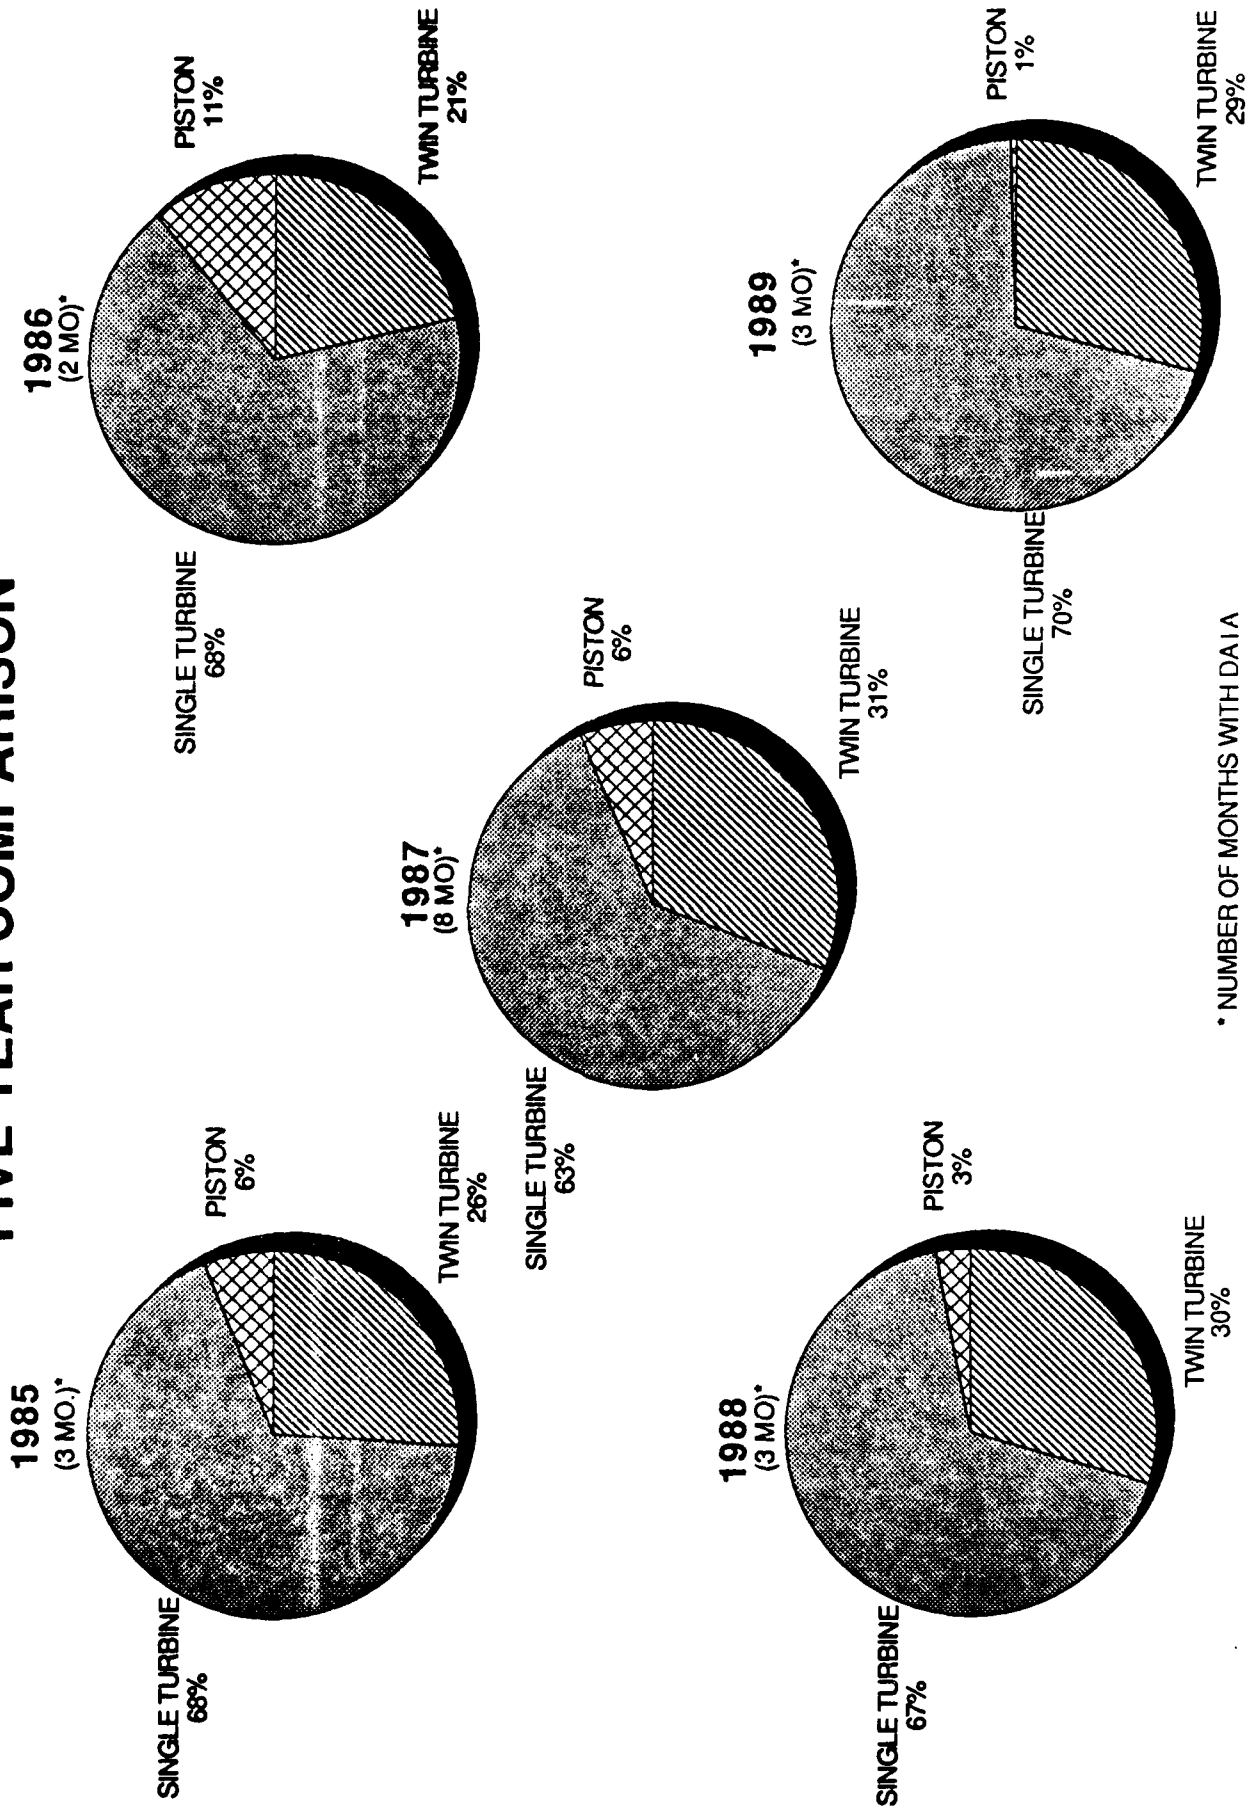 FIVE YEAR COMPARISON
1985
(3 MO.)*
PISTON
6%
TWIN TURBINE
26%
SINGLE TURBINE
68%
1986
(2 MO)*
PISTON
11%
TWIN TURBINE
21%
SINGLE TURBINE
68%
1987
(8 MO)*
PISTON
6%
TWIN TURBINE
31%
SINGLE TURBINE
63%
1988
(3 MO)*
PISTON
3%
TWIN TURBINE
30%
SINGLE TURBINE
67%
1989
(3 MO)*
PISTON
1%
TWIN TURBINE
29%
SINGLE TURBINE
70%
* NUMBER OF MONTHS WITH DATA